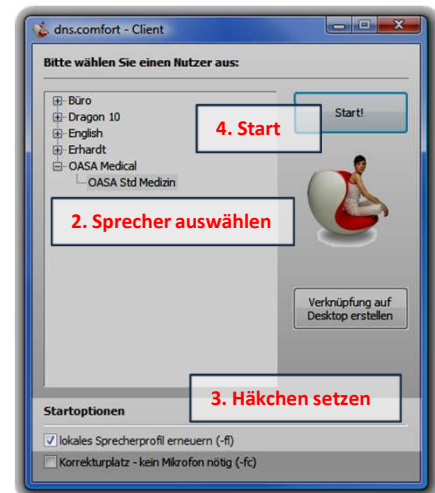 dns.comfort - Client
Bitte wählen Sie einen Nutzer aus:
Büro
Dragon 10
English
Erhardt
OASA Medical
OASA Std Medizin
Start!
4. Start
2. Sprecher auswählen
Verknüpfung auf
Desktop erstellen
3. Häkchen setzen
Startoptionen
lokales Sprecherprofil erneuern (-fl)
Korrekturplatz - kein Mikrofon nötig (-fc)